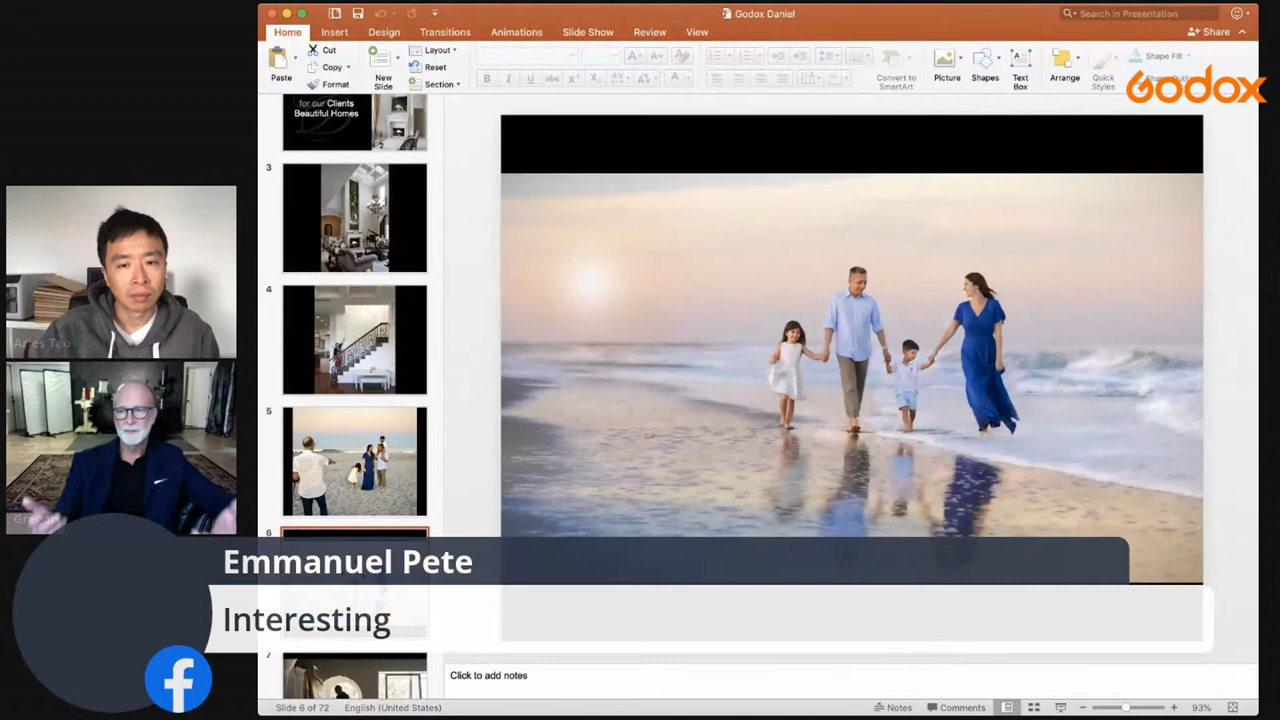 Godox Daniel
Search in Presentation
Home Insert Design Transitions Animations Slide Show Review View
Share
Paste
Cut
Copy
Format
New
Slide
Layout
Reset
Section
Convert to
SmartArt
Picture
Shapes
Text
Box
Arrange
Quick
Styles
Shape Fill
Godox
for our Clients
Beautiful Homes
3
4
5
6
7
Aries Tao
Emmanuel Pete
Interesting
Click to add notes
Slide 6 of 72
English (United States)
Notes
Comments
93%